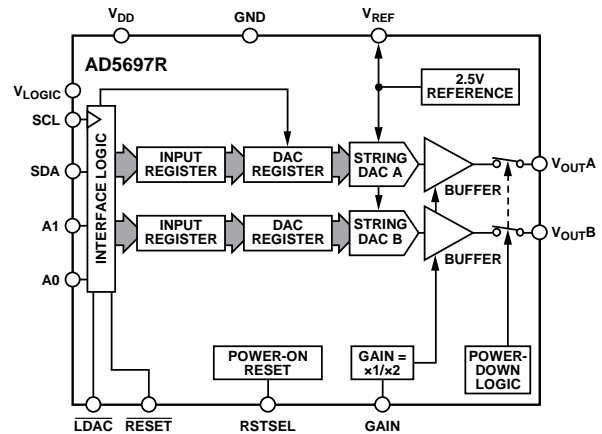 VDD
GND
VREF
AD5697R
VLOGIC
2.5V
REFERENCE
SCL
SDA
A1
A0
INTERFACE LOGIC
INPUT
REGISTER
DAC
REGISTER
STRING
DAC A
BUFFER
VOUTA
INPUT
REGISTER
DAC
REGISTER
STRING
DAC B
BUFFER
VOUTB
POWER-ON
RESET
GAIN =
×1/×2
POWER-
DOWN
LOGIC
LDAC
RESET
RSTSEL
GAIN